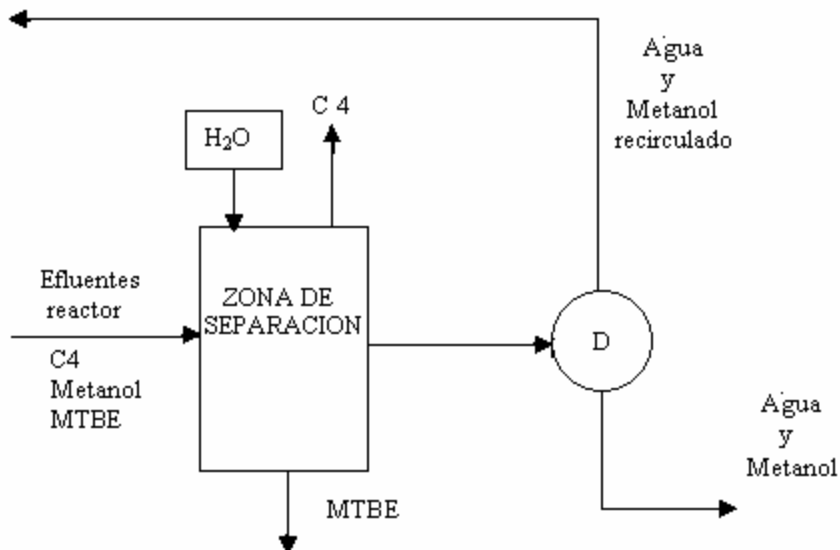 Agua
y
Metanol
recirculado
C 4
H₂O
Efluentes
reactor
ZONA DE
SEPARACION
D
C4
Metanol
MTBE
Agua
y
Metanol
MTBE